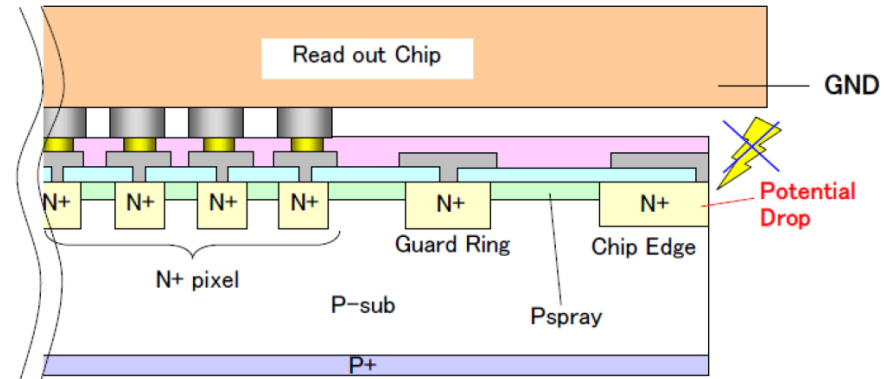 Read out Chip
GND
N+ N+ N+ N+ N+ N+
Potential
Drop
Guard Ring
Chip Edge
N+ pixel
P-sub
Pspray
P+